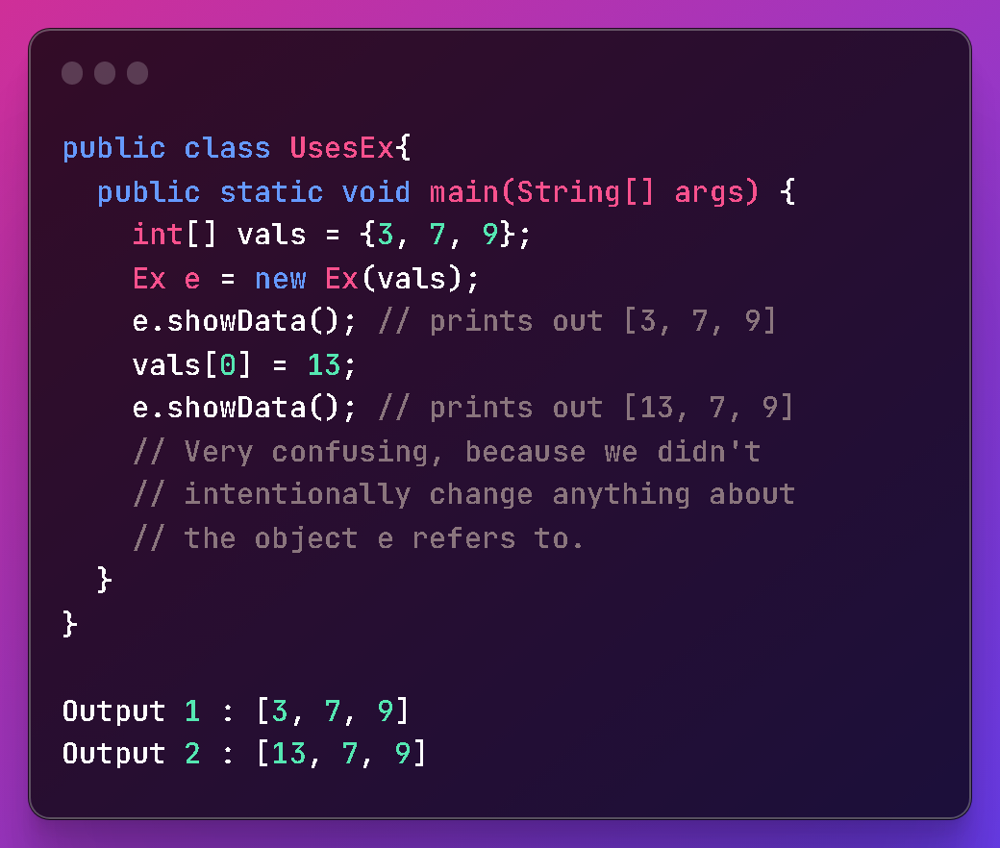 public class UsesEx{
  public static void main(String[] args) {
    int[] vals = {3, 7, 9};
    Ex e = new Ex(vals);
    e.showData(); // prints out [3, 7, 9]
    vals[0] = 13;
    e.showData(); // prints out [13, 7, 9]
    // Very confusing, because we didn't
    // intentionally change anything about
    // the object e refers to.
  }
}
Output 1 : [3, 7, 9]
Output 2 : [13, 7, 9]